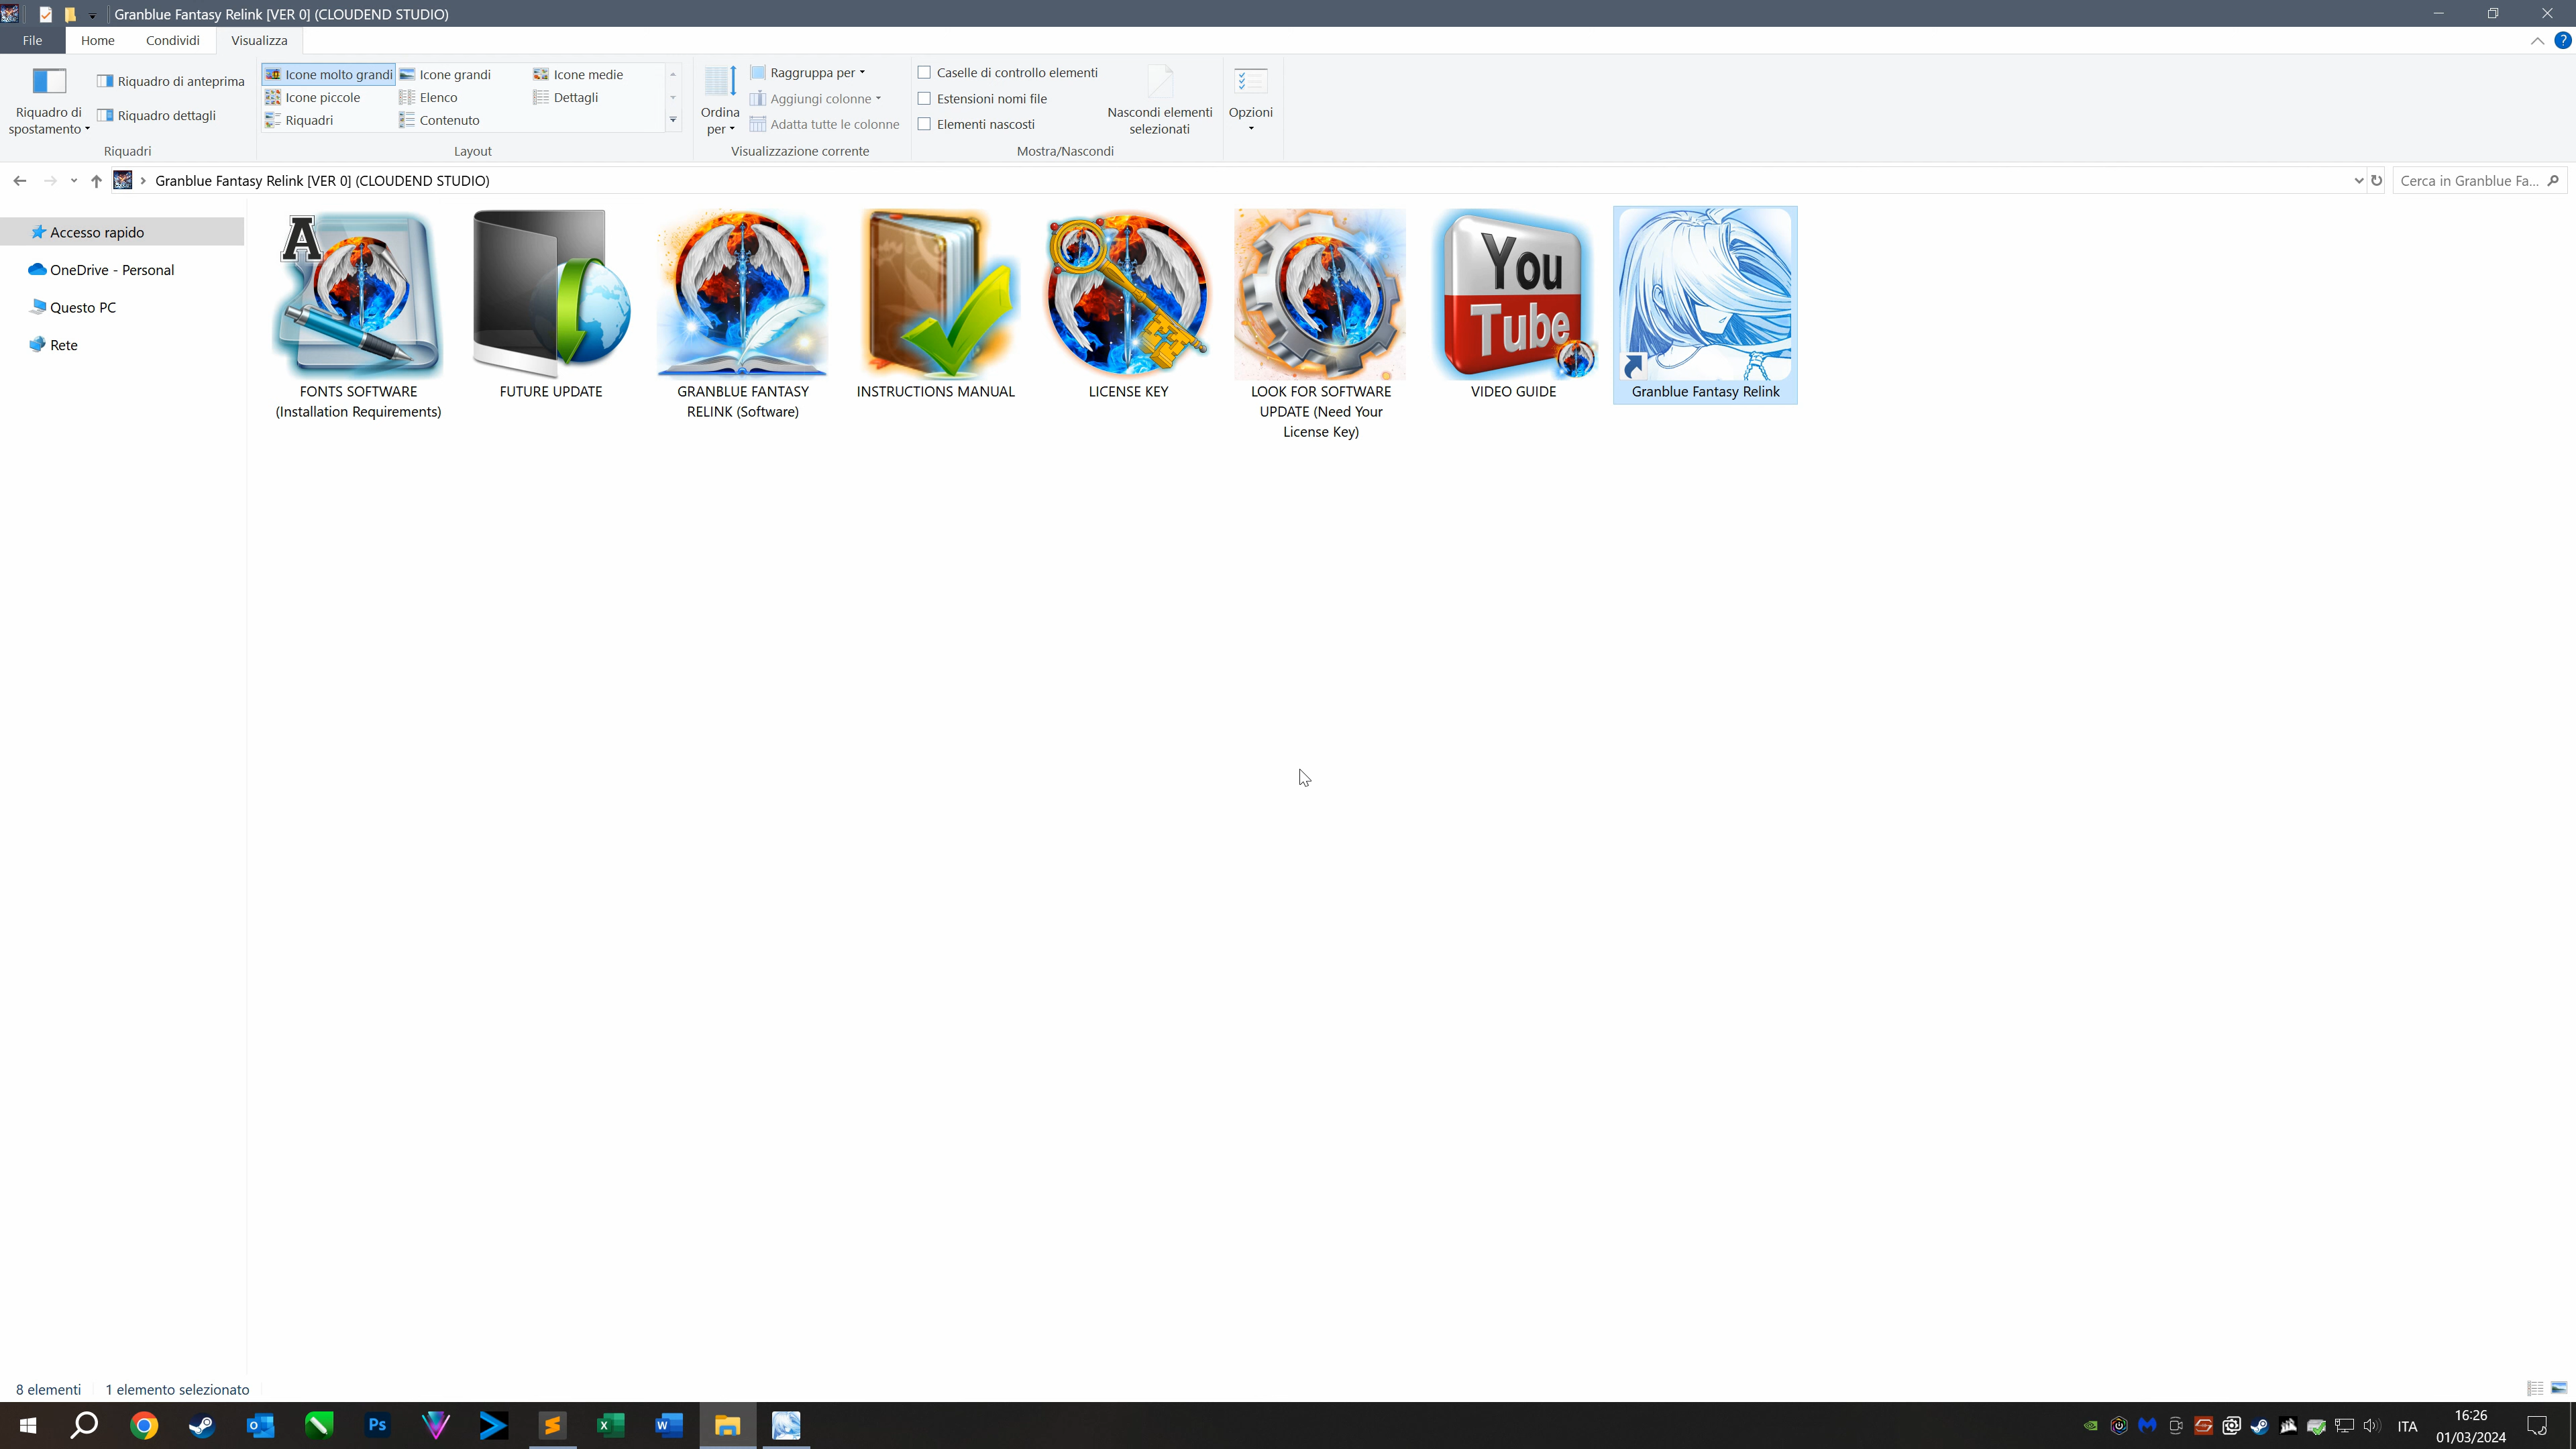 Granblue Fantasy Relink [VER 0] (CLOUDEND STUDIO)
File
Home
Condividi
Visualizza
?
Riquadro di
spostamento
Riquadro di anteprima
Riquadro dettagli
Riquadri
Icone molto grandi
Icone grandi
Icone medie
Icone piccole
Elenco
Dettagli
Riquadri
Contenuto
Layout
Ordina
per
Raggruppa per
Aggiungi colonne
Adatta tutte le colonne
Visualizzazione corrente
Caselle di controllo elementi
Estensioni nomi file
Elementi nascosti
Nascondi elementi
selezionati
Mostra/Nascondi
Opzioni
Granblue Fantasy Relink [VER 0] (CLOUDEND STUDIO)
Cerca in Granblue Fa...
Accesso rapido
OneDrive - Personal
Questo PC
Rete
A
FONTS SOFTWARE
(Installation Requirements)
FUTURE UPDATE
GRANBLUE FANTASY
RELINK (Software)
INSTRUCTIONS MANUAL
LICENSE KEY
LOOK FOR SOFTWARE
UPDATE (Need Your
License Key)
You
Tube
VIDEO GUIDE
Granblue Fantasy Relink
8 elementi
1 elemento selezionato
Ps
ITA
16:26
01/03/2024